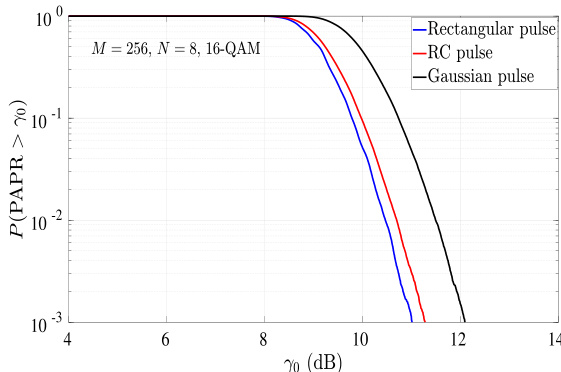 10^0
10^-1
10^-2
10^-3
P(PAPR > γ0)
M = 256, N = 8, 16-QAM
Rectangular pulse
RC pulse
Gaussian pulse
4 6 8 10 12 14
γ0 (dB)